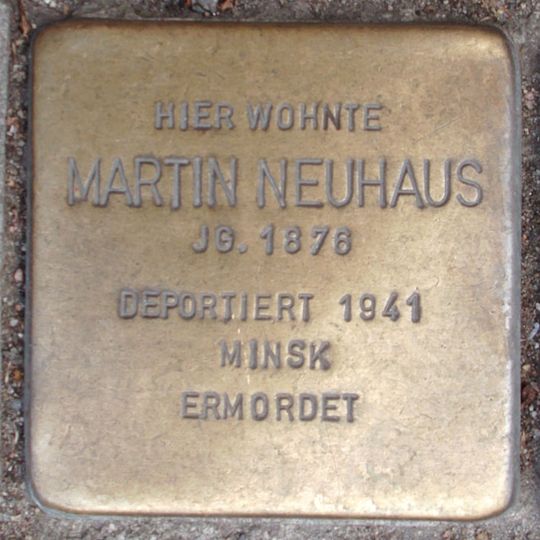 HIER WOHNTE
MARTIN NEUHAUS
JG. 1876
DEPORTIERT 1941
MINSK
ERMORDET